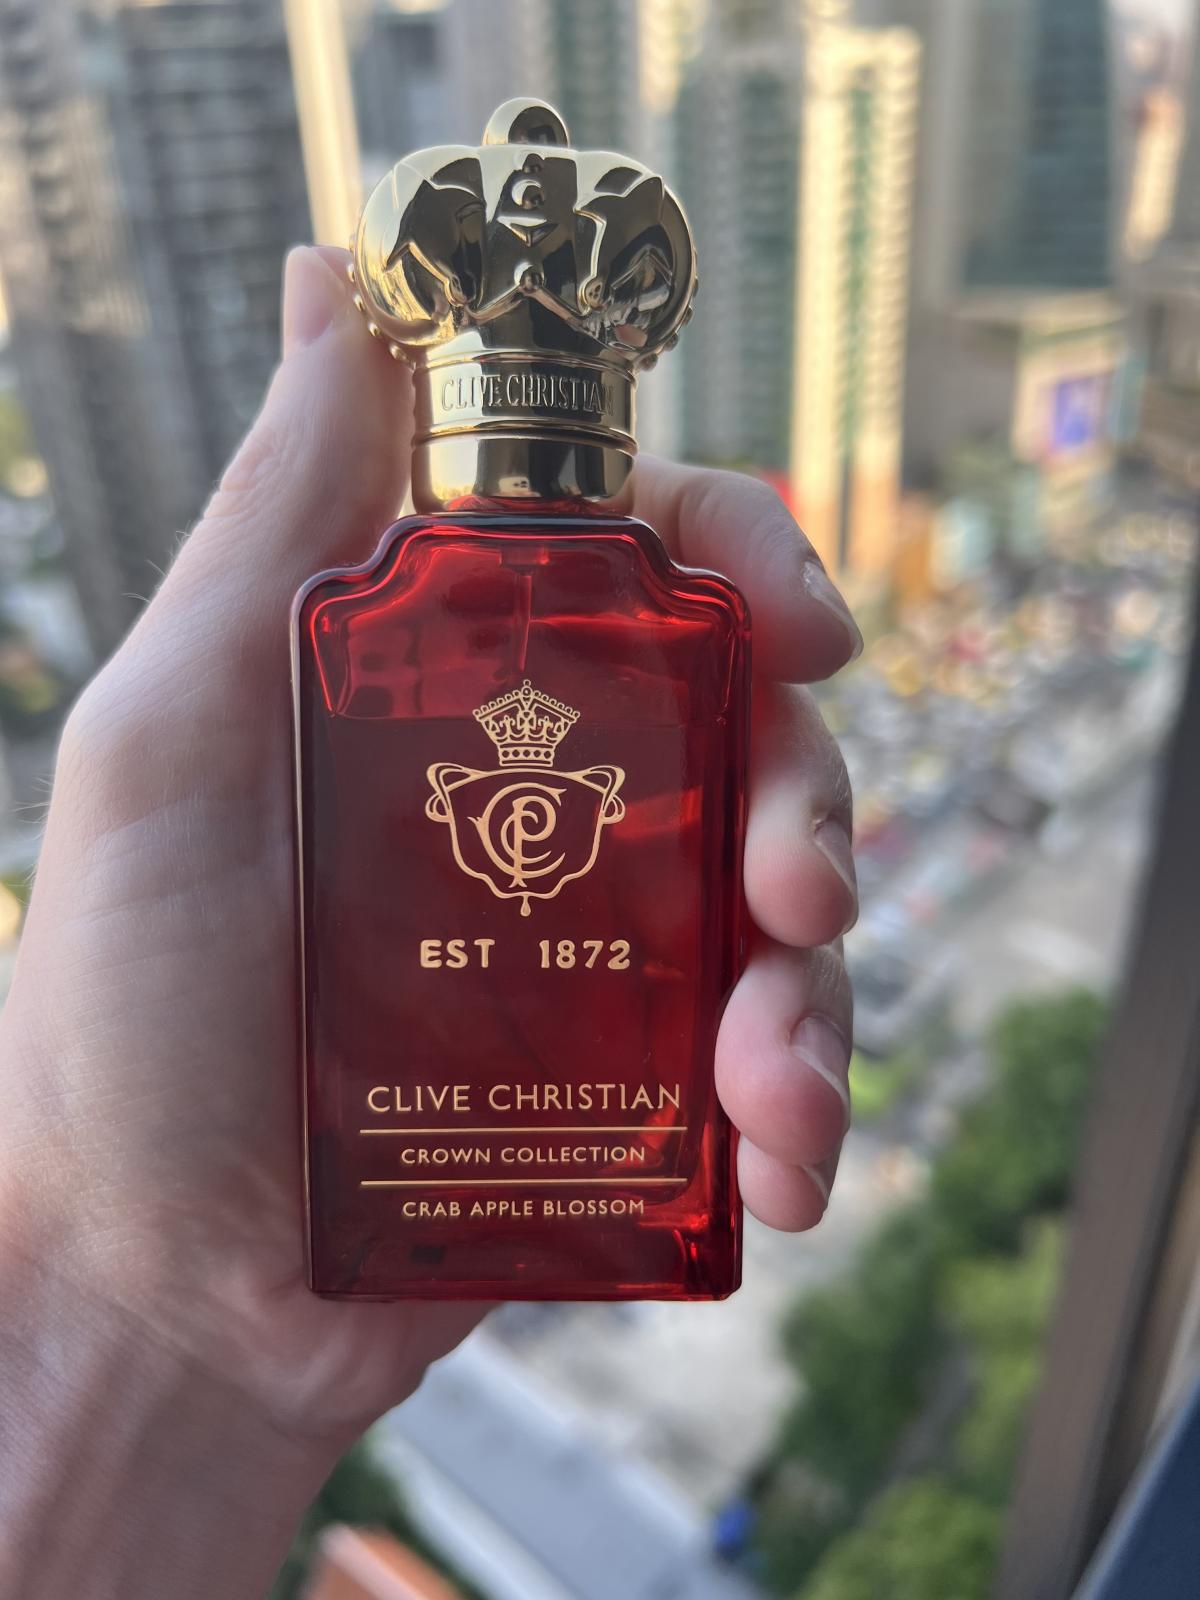 CLIVE CHRISTIAN
EST 1872
CLIVE CHRISTIAN
CROWN COLLECTION
CRAB APPLE BLOSSOM